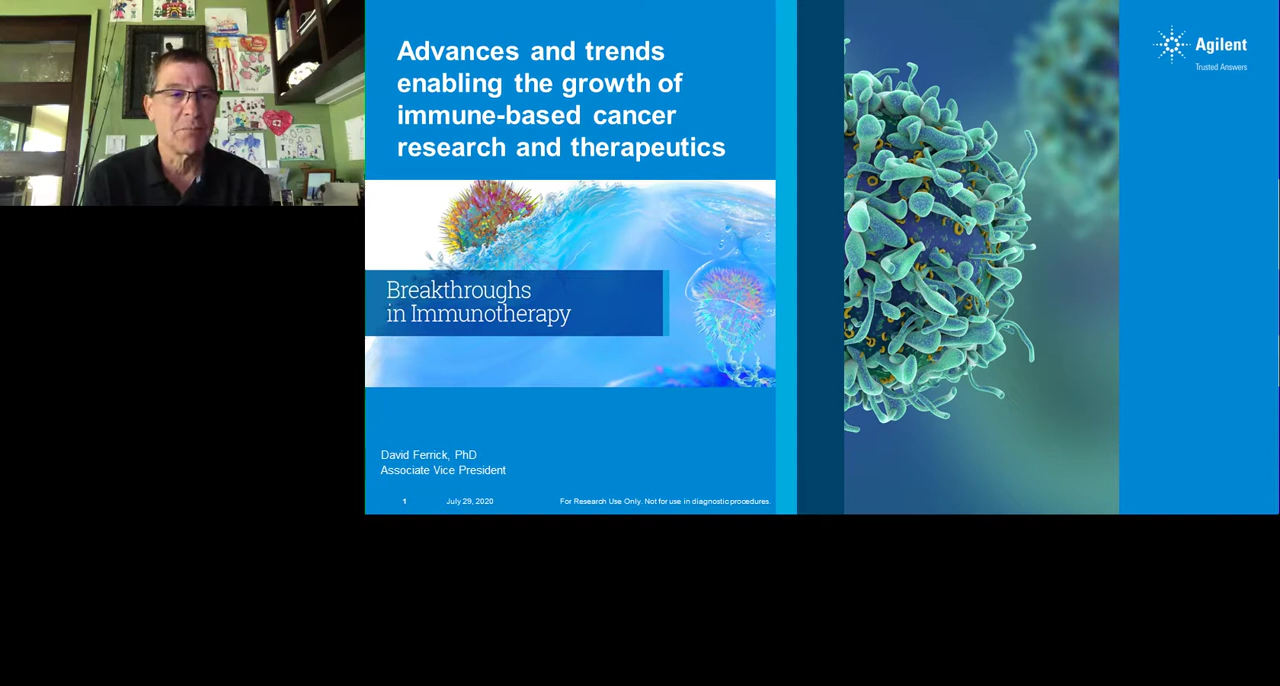 Advances and trends
enabling the growth of
immune-based cancer
research and therapeutics
Breakthroughs
in Immunotherapy
David Ferrick, PhD
Associate Vice President
1 July 29, 2020 For Research Use Only. Not for use in diagnostic procedures.
Agilent
Trusted Answers